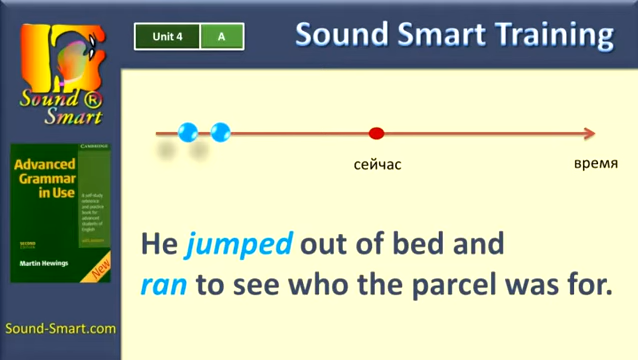 Unit 4 A
Sound Smart Training
Sound ®
Smart
сейчас
время
CAMBRIDGE
Advanced
Grammar
in Use
Martin Hewings
New
He jumped out of bed and
ran to see who the parcel was for.
Sound-Smart.com